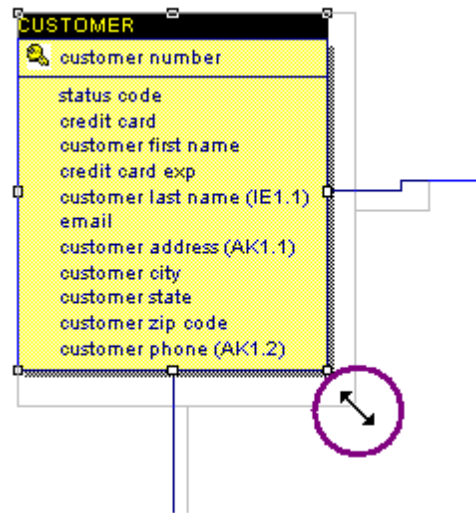 CUSTOMER
customer number
status code
credit card
customer first name
credit card exp
customer last name (IE1.1)
email
customer address (AK1.1)
customer city
customer state
customer zip code
customer phone (AK1.2)